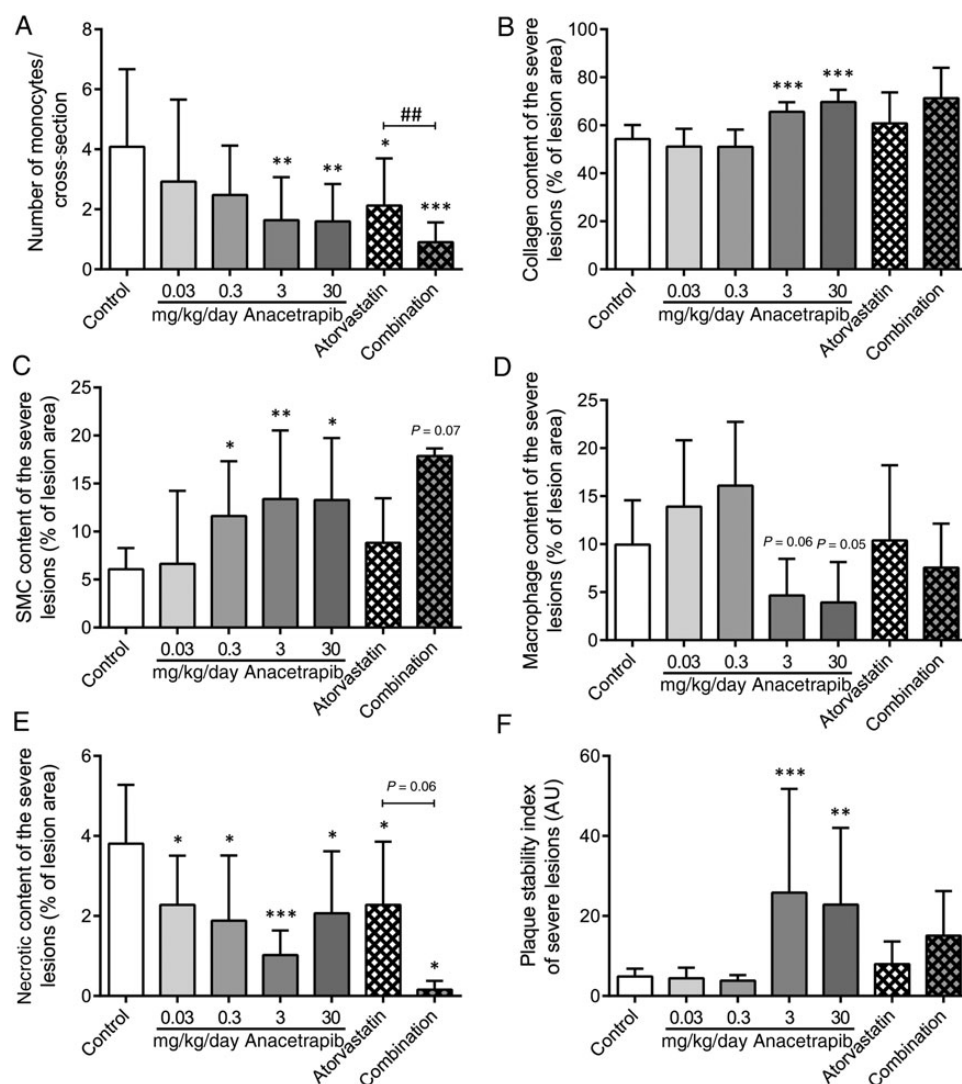 A
Number of monocytes/
cross-section
8
6
4
2
0
**
**
*
##
***
Control
0.03
0.3
3
30
mg/kg/day Anacetrapib
Atorvastatin
Combination
B
Collagen content of the severe
lesions (% of lesion area)
100
80
60
40
20
0
***
***
Control
0.03
0.3
3
30
mg/kg/day Anacetrapib
Atorvastatin
Combination
C
SMC content of the severe
lesions (% of lesion area)
25
20
15
10
5
0
*
**
*
P = 0.07
Control
0.03
0.3
3
30
mg/kg/day Anacetrapib
Atorvastatin
Combination
D
Macrophage content of the severe
lesions (% of lesion area)
25
20
15
10
5
0
P = 0.06
P = 0.05
Control
0.03
0.3
3
30
mg/kg/day Anacetrapib
Atorvastatin
Combination
E
Necrotic content of the severe
lesions (% of lesion area)
6
4
2
0
*
*
***
*
*
P = 0.06
*
Control
0.03
0.3
3
30
mg/kg/day Anacetrapib
Atorvastatin
Combination
F
Plaque stability index
of severe lesions (AU)
60
40
20
0
***
**
Control
0.03
0.3
3
30
mg/kg/day Anacetrapib
Atorvastatin
Combination